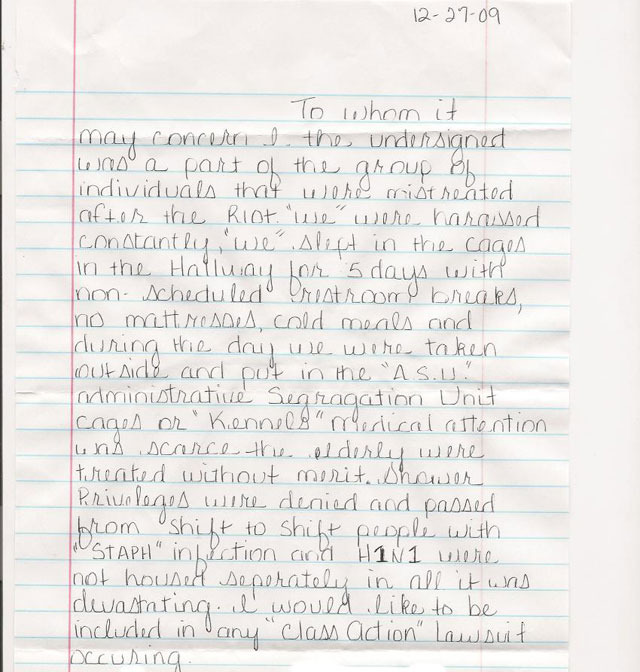 12-27-09
To whom it
may concern I, the undersigned
was a part of the group of
individuals that were mistreated
after the Riot. "We" were harassed
constantly, "we" slept in the cages
in the Hallway for 5 days with
non-scheduled restroom breaks,
no mattresses, cold meals and
during the day we were taken
outside and put in the "A.S.U."
administrative Segragation Unit
cages or "Kennels" medical attention
was scarce the elderly were
treated without merit. Shower
Privileges were denied and passed
from shift to shift people with
"STAPH" infection and H1N1 were
not housed seperately in all it was
devastating. I would like to be
included in any "Class Action" Lawsuit
occuring.